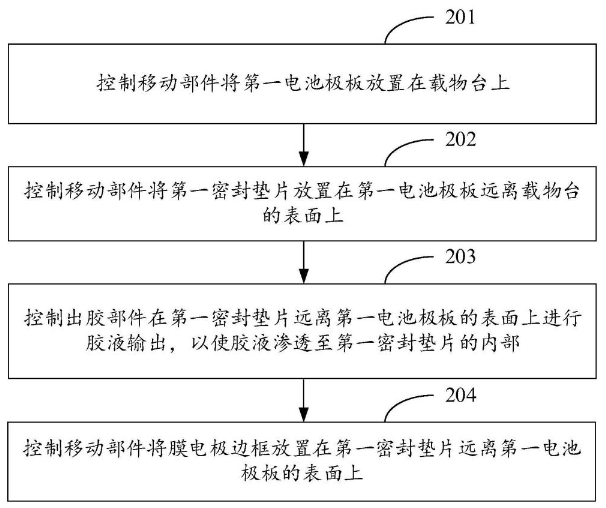 201
控制移动部件将第一电池极板放置在载物台上
202
控制移动部件将第一密封垫片放置在第一电池极板远离载物台
的表面上
203
控制出胶部件在第一密封垫片远离第一电池极板的表面上进行
胶液输出，以使胶液渗透至第一密封垫片的内部
204
控制移动部件将膜电极边框放置在第一密封垫片远离第一电池
极板的表面上